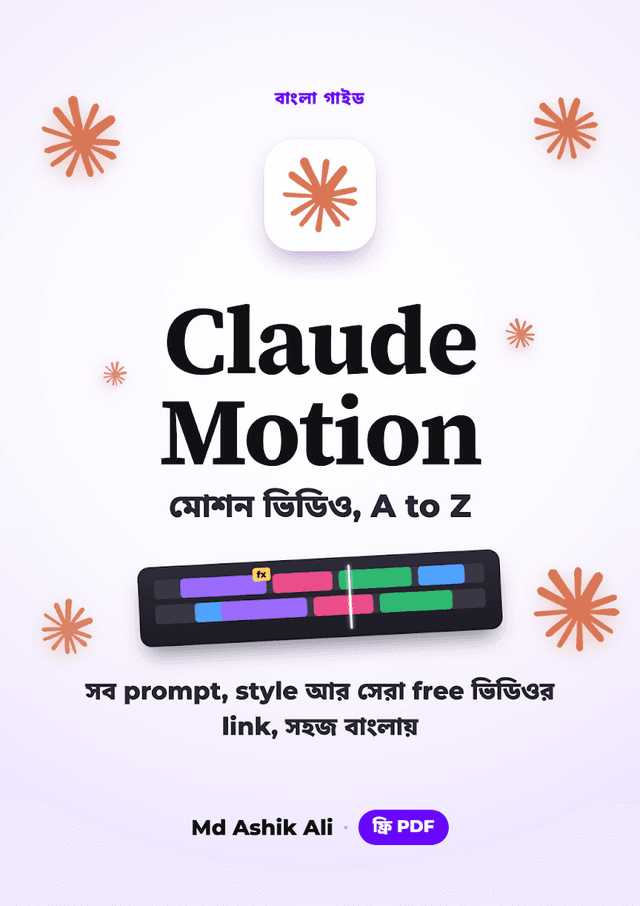 বাংলা গাইড
Claude
Motion
মোশন ভিডিও, A to Z
fx
সব prompt, style আর সেরা free ভিডিওর
link, সহজ বাংলায়
Md Ashik Ali · ফ্রি PDF